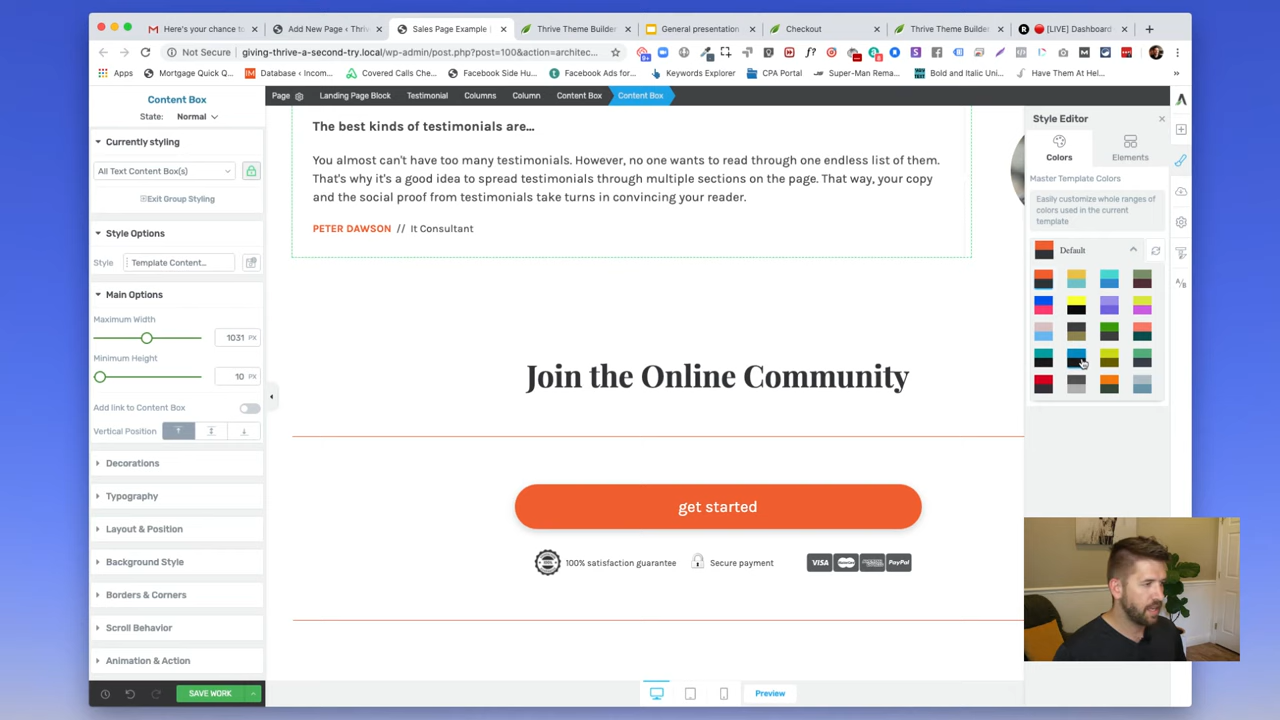 Here's your chance to
Add New Page ‹ Thriv
Sales Page Example |
Thrive Theme Builder
General presentation
Checkout
Thrive Theme Builder
[LIVE] Dashboard
Not Secure
giving-thrive-a-second-try.local/wp-admin/post.php?post=100&action=architec...
Apps
Mortgage Quick Q...
Database ‹ Incom...
Covered Calls Che...
Facebook Side Hu...
Facebook Ads for...
Keywords Explorer
CPA Portal
Super-Man Rema...
Bold and Italic Uni...
Have Them At Hel...
Content Box
State: Normal
Page
Landing Page Block
Testimonial
Columns
Column
Content Box
Content Box
Currently styling
All Text Content Box(s)
Exit Group Styling
Style Options
Style
Template Content...
Main Options
Maximum Width
1031 PX
Minimum Height
10 PX
Add link to Content Box
Vertical Position
Decorations
Typography
Layout & Position
Background Style
Borders & Corners
Scroll Behavior
Animation & Action
SAVE WORK
The best kinds of testimonials are...
You almost can't have too many testimonials. However, no one wants to read through one endless list of them.
That's why it's a good idea to spread testimonials through multiple sections on the page. That way, your copy
and the social proof from testimonials take turns in convincing your reader.
PETER DAWSON // It Consultant
Join the Online Community
get started
100% satisfaction guarantee
Secure payment
VISA
PayPal
Preview
Style Editor
Colors
Elements
Master Template Colors
Easily customize whole ranges of
colors used in the current
template
Default
A/B